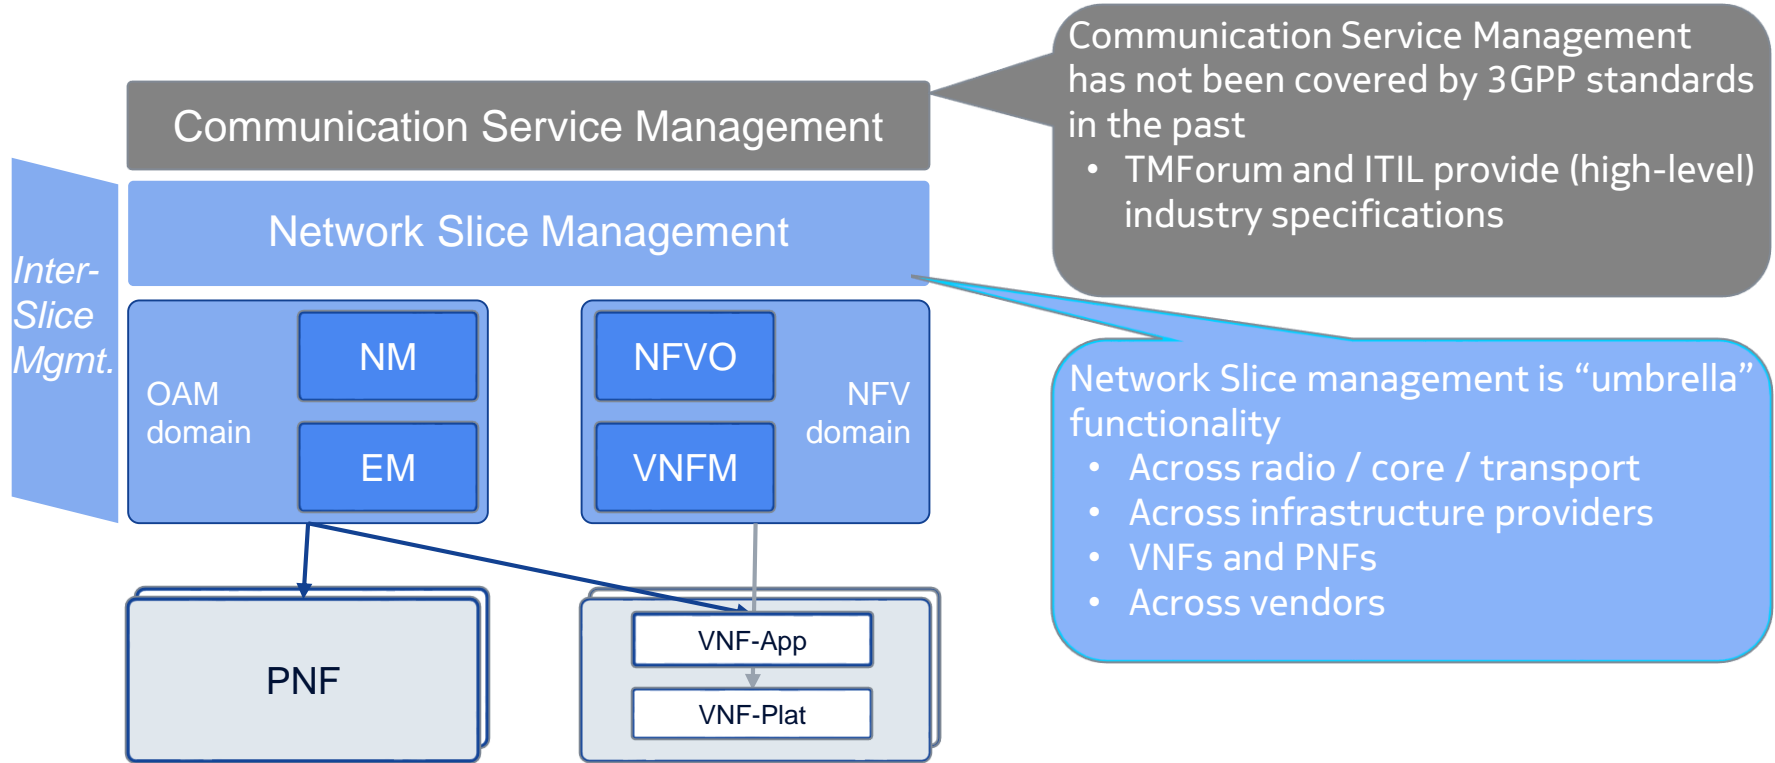 Communication Service Management
Network Slice Management
Inter-
Slice
Mgmt.
OAM
domain
NM
EM
NFVO
VNFM
NFV
domain
PNF
VNF-App
VNF-Plat
Communication Service Management
has not been covered by 3GPP standards
in the past
• TMForum and ITIL provide (high-level)
industry specifications
Network Slice management is “umbrella”
functionality
• Across radio / core / transport
• Across infrastructure providers
• VNFs and PNFs
• Across vendors